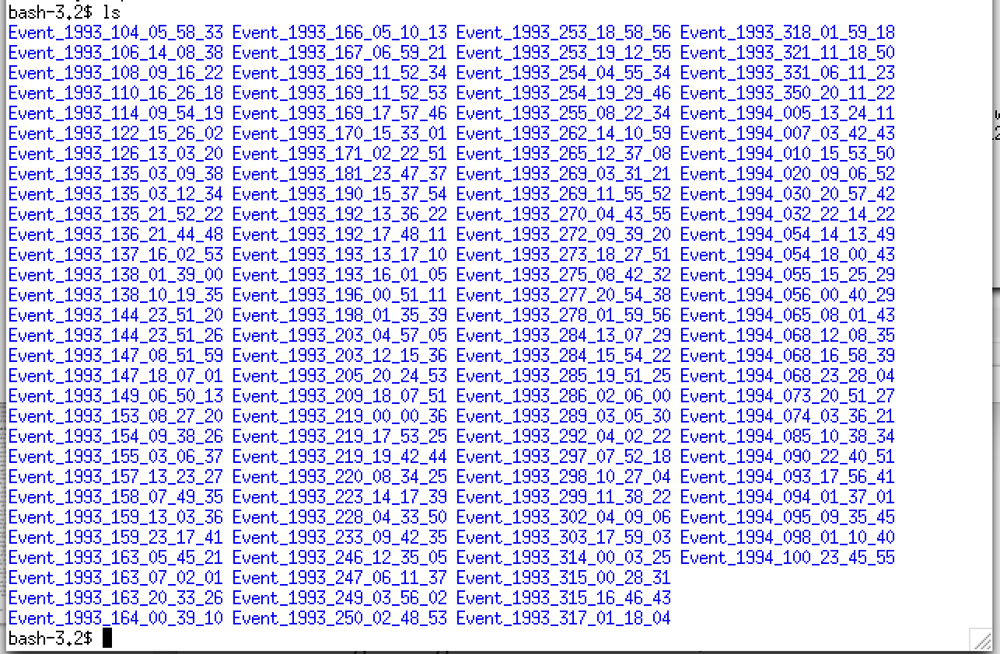 bash-3.2$ ls
Event_1993_104_05_58_33 Event_1993_166_05_10_13 Event_1993_253_18_58_56 Event_1993_318_01_59_18
Event_1993_106_14_08_38 Event_1993_167_06_59_21 Event_1993_253_19_12_55 Event_1993_321_11_18_50
Event_1993_108_09_16_22 Event_1993_169_11_52_34 Event_1993_254_04_55_34 Event_1993_331_06_11_23
Event_1993_110_16_26_18 Event_1993_169_11_52_53 Event_1993_254_19_29_46 Event_1993_350_20_11_22
Event_1993_114_09_54_19 Event_1993_169_17_57_46 Event_1993_255_08_22_34 Event_1994_005_13_24_11
Event_1993_122_15_26_02 Event_1993_170_15_33_01 Event_1993_262_14_10_59 Event_1994_007_03_42_43
Event_1993_126_13_03_20 Event_1993_171_02_22_51 Event_1993_265_12_37_08 Event_1994_010_15_53_50
Event_1993_135_03_09_38 Event_1993_181_23_47_37 Event_1993_269_03_31_21 Event_1994_020_09_06_52
Event_1993_135_03_12_34 Event_1993_190_15_37_54 Event_1993_269_11_55_52 Event_1994_030_20_57_42
Event_1993_135_21_52_22 Event_1993_192_13_36_22 Event_1993_270_04_43_55 Event_1994_032_22_14_22
Event_1993_136_21_44_48 Event_1993_192_17_48_11 Event_1993_272_09_39_20 Event_1994_054_14_13_49
Event_1993_137_16_02_53 Event_1993_193_13_17_10 Event_1993_273_18_27_51 Event_1994_054_18_00_43
Event_1993_138_01_39_00 Event_1993_193_16_01_05 Event_1993_275_08_42_32 Event_1994_055_15_25_29
Event_1993_138_10_19_35 Event_1993_196_00_51_11 Event_1993_277_20_54_38 Event_1994_056_00_40_29
Event_1993_144_23_51_20 Event_1993_198_01_35_39 Event_1993_278_01_59_56 Event_1994_065_08_01_43
Event_1993_144_23_51_26 Event_1993_203_04_57_05 Event_1993_284_13_07_29 Event_1994_068_12_08_35
Event_1993_147_08_51_59 Event_1993_203_12_15_36 Event_1993_284_15_54_22 Event_1994_068_16_58_39
Event_1993_147_18_07_01 Event_1993_205_20_24_53 Event_1993_285_19_51_25 Event_1994_068_23_28_04
Event_1993_149_06_50_13 Event_1993_209_18_07_51 Event_1993_286_02_06_00 Event_1994_073_20_51_27
Event_1993_153_08_27_20 Event_1993_219_00_00_36 Event_1993_289_03_05_30 Event_1994_074_03_36_21
Event_1993_154_09_38_26 Event_1993_219_17_53_25 Event_1993_292_04_02_22 Event_1994_085_10_38_34
Event_1993_155_03_06_37 Event_1993_219_19_42_44 Event_1993_297_07_52_18 Event_1994_090_22_40_51
Event_1993_157_13_23_27 Event_1993_220_08_34_25 Event_1993_298_10_27_04 Event_1994_093_17_56_41
Event_1993_158_07_49_35 Event_1993_223_14_17_39 Event_1993_299_11_38_22 Event_1994_094_01_37_01
Event_1993_159_13_03_36 Event_1993_228_04_33_50 Event_1993_302_04_09_06 Event_1994_095_09_35_45
Event_1993_159_23_17_41 Event_1993_233_09_42_35 Event_1993_303_17_59_03 Event_1994_098_01_10_40
Event_1993_163_05_45_21 Event_1993_246_12_35_05 Event_1993_314_00_03_25 Event_1994_100_23_45_55
Event_1993_163_07_02_01 Event_1993_247_06_11_37 Event_1993_315_00_28_31
Event_1993_163_20_33_26 Event_1993_249_03_56_02 Event_1993_315_16_46_43
Event_1993_164_00_39_10 Event_1993_250_02_48_53 Event_1993_317_01_18_04
bash-3.2$